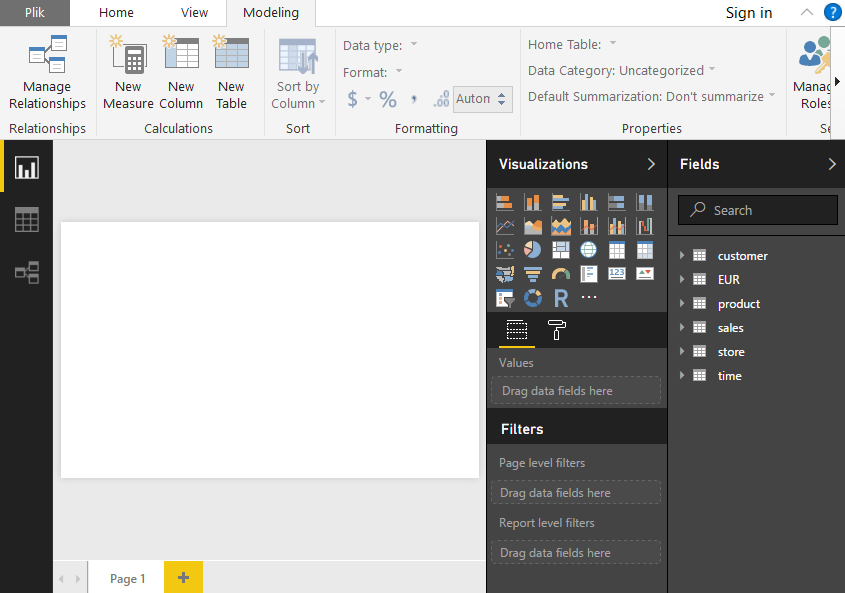 Plik Home View Modeling Sign in ?
Manage
Relationships
Relationships
New
Measure
New
Column
New
Table
Calculations
Sort by
Column
Sort
Data type:
Format:
$ % , .00 Auton
Formatting
Home Table:
Data Category: Uncategorized
Default Summarization: Don't summarize
Properties
Manag
Roles
Se
Visualizations
123
R
Values
Drag data fields here
Filters
Page level filters
Drag data fields here
Report level filters
Drag data fields here
Fields
Search
customer
EUR
product
sales
store
time
Page 1